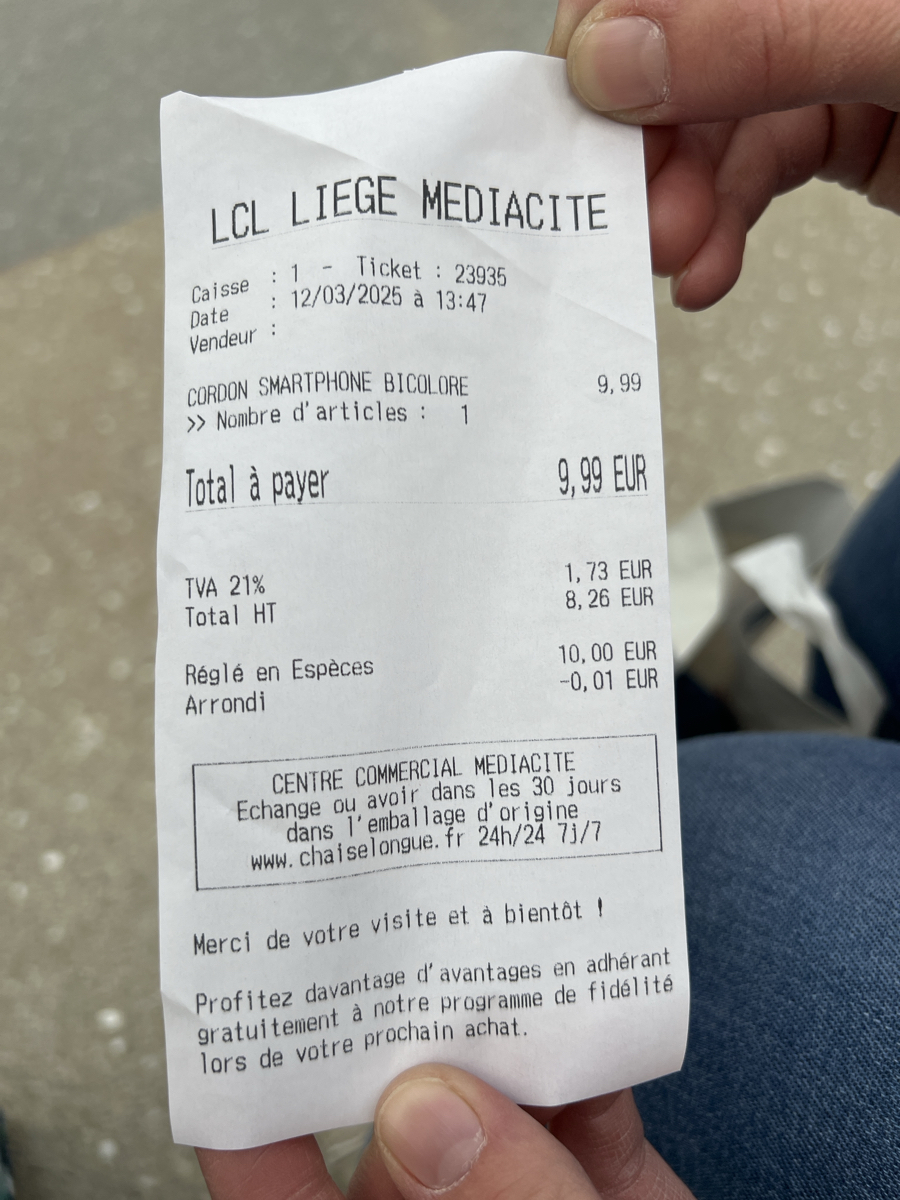 LCL LIEGE MEDIACITE
Caisse : 1 - Ticket : 23935
Date : 12/03/2025 à 13:47
Vendeur :
CORDON SMARTPHONE BICOLORE 9,99
>> Nombre d'articles : 1
Total à payer 9,99 EUR
TVA 21% 1,73 EUR
Total HT 8,26 EUR
Réglé en Espèces 10,00 EUR
Arrondi -0,01 EUR
CENTRE COMMERCIAL MEDIACITE
Echange ou avoir dans les 30 jours
dans l'emballage d'origine
www.chaiselongue.fr 24h/24 7j/7
Merci de votre visite et à bientôt !
Profitez davantage d'avantages en adhérant
gratuitement à notre programme de fidélité
lors de votre prochain achat.